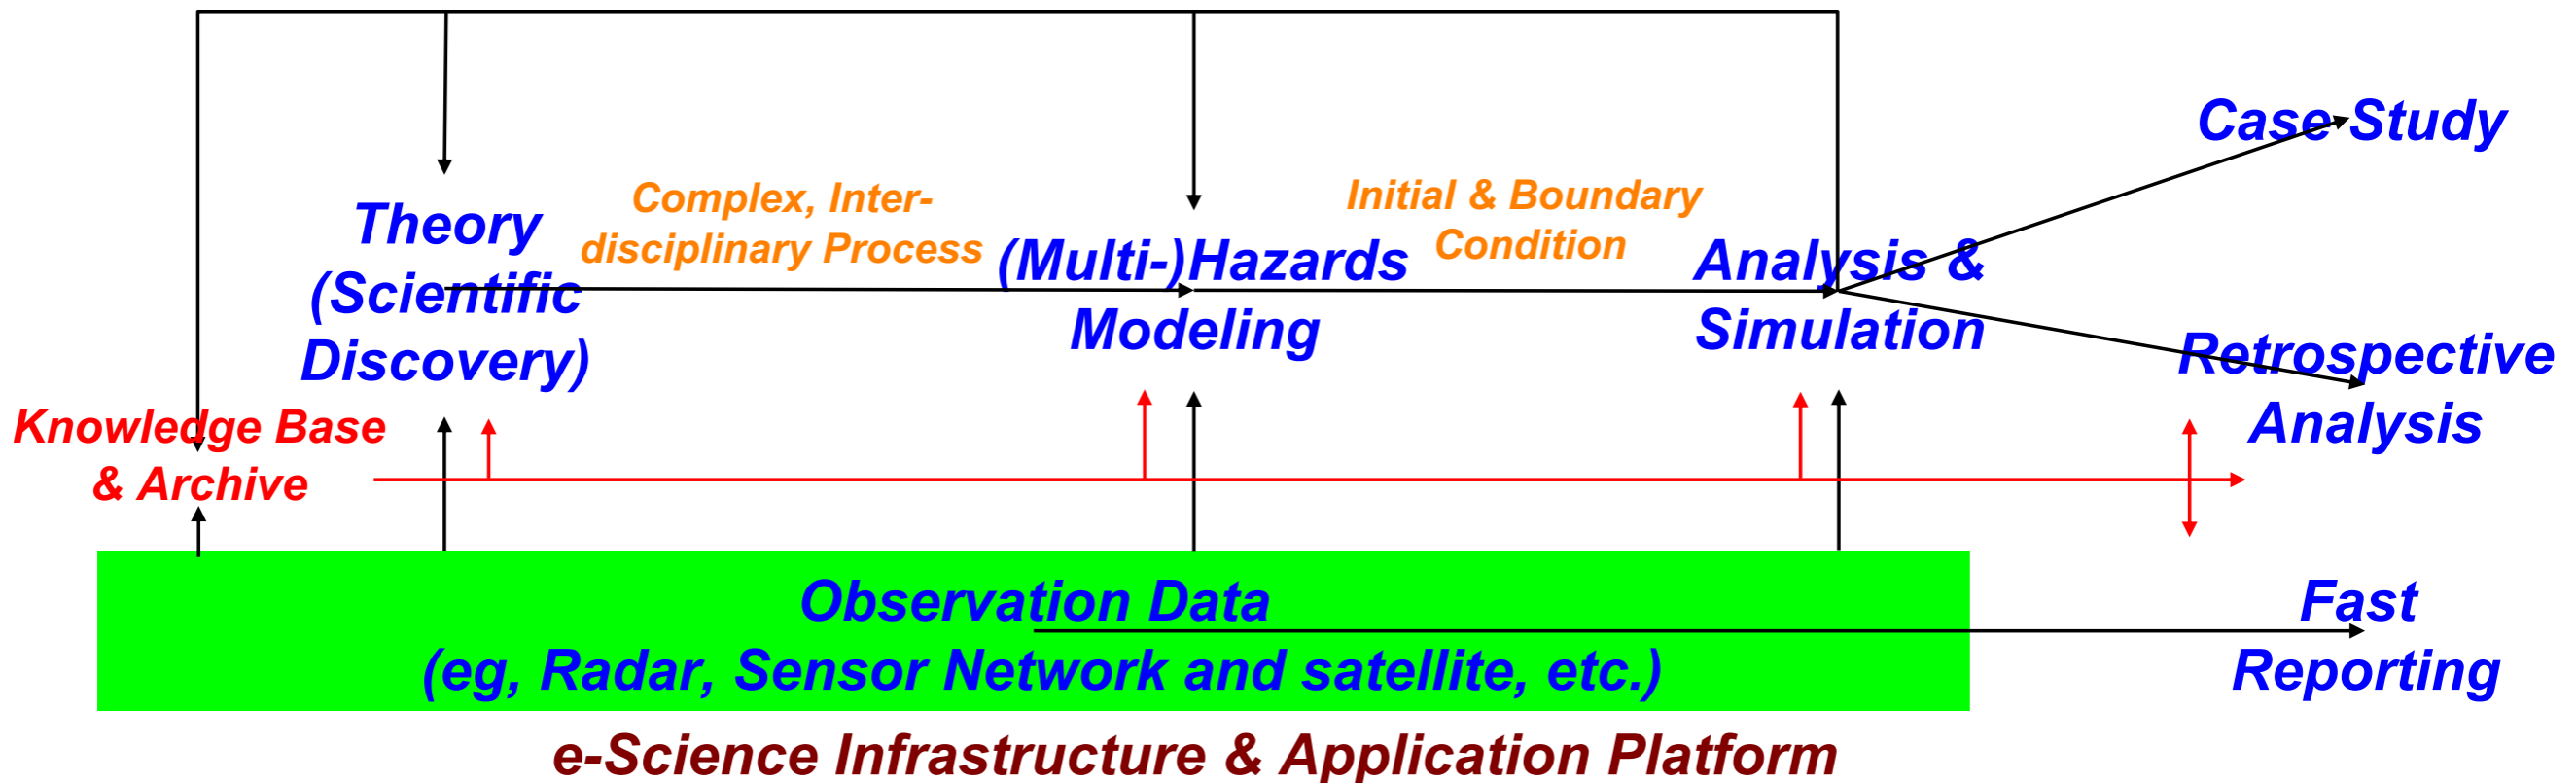 Case Study
Complex, Inter-
disciplinary Process
Initial & Boundary
Condition
Theory
(Scientific
Discovery)
(Multi-)Hazards
Modeling
Analysis &
Simulation
Retrospective
Analysis
Knowledge Base
& Archive
Observation Data
(eg, Radar, Sensor Network and satellite, etc.)
Fast
Reporting
e-Science Infrastructure & Application Platform